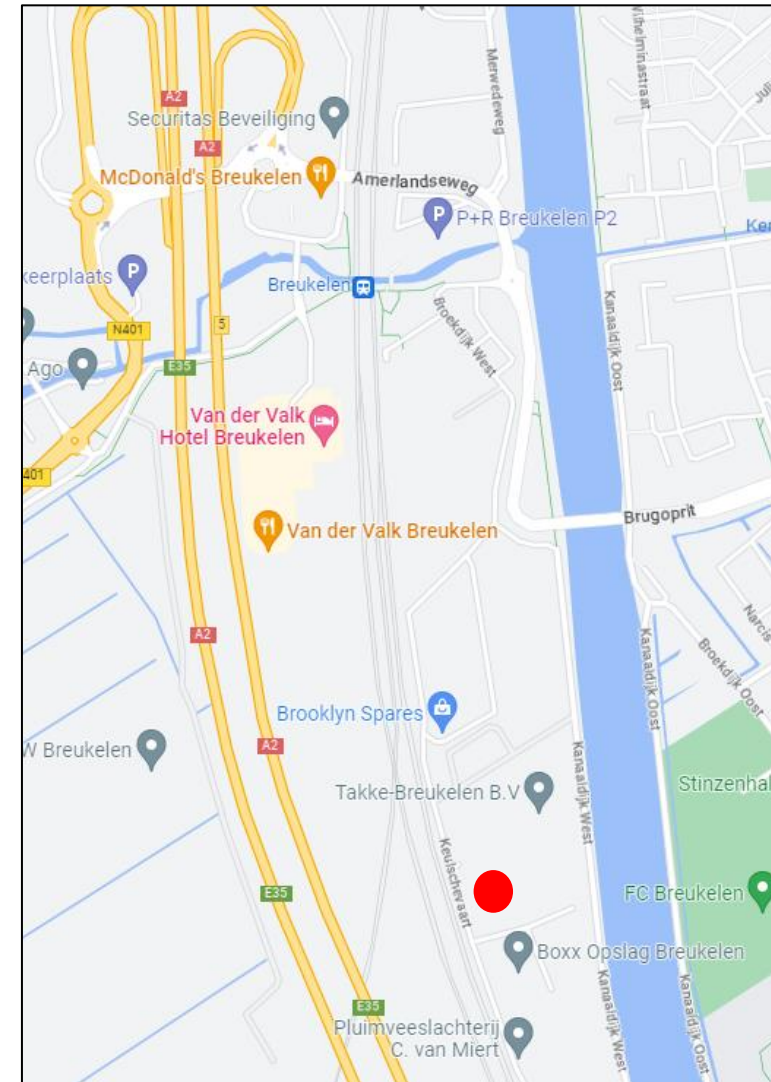 Wilhelminastraat
Merwedeweg
A2
Securitas Beveiliging
A2
McDonald's Breukelen
Amerlandseweg
P
P+R Breukelen P2
Ker
keerplaats
P
Breukelen
N401
5
Broekdijk West
Kanaaldijk Oost
Ago
E35
Van der Valk
Hotel Breukelen
401
Van der Valk Breukelen
Brugoprit
Narcis
A2
Kanaaldijk Oost
Broekdijk Oost
Brooklyn Spares
W Breukelen
A2
Kanaaldijk West
Takke-Breukelen B.V
Stinzenhal
Keulschevaart
E35
FC Breukelen
Boxx Opslag Breukelen
Kanaaldijk West
Kanaaldijk Oost
E35
Pluimveeslachterij
C. van Miert